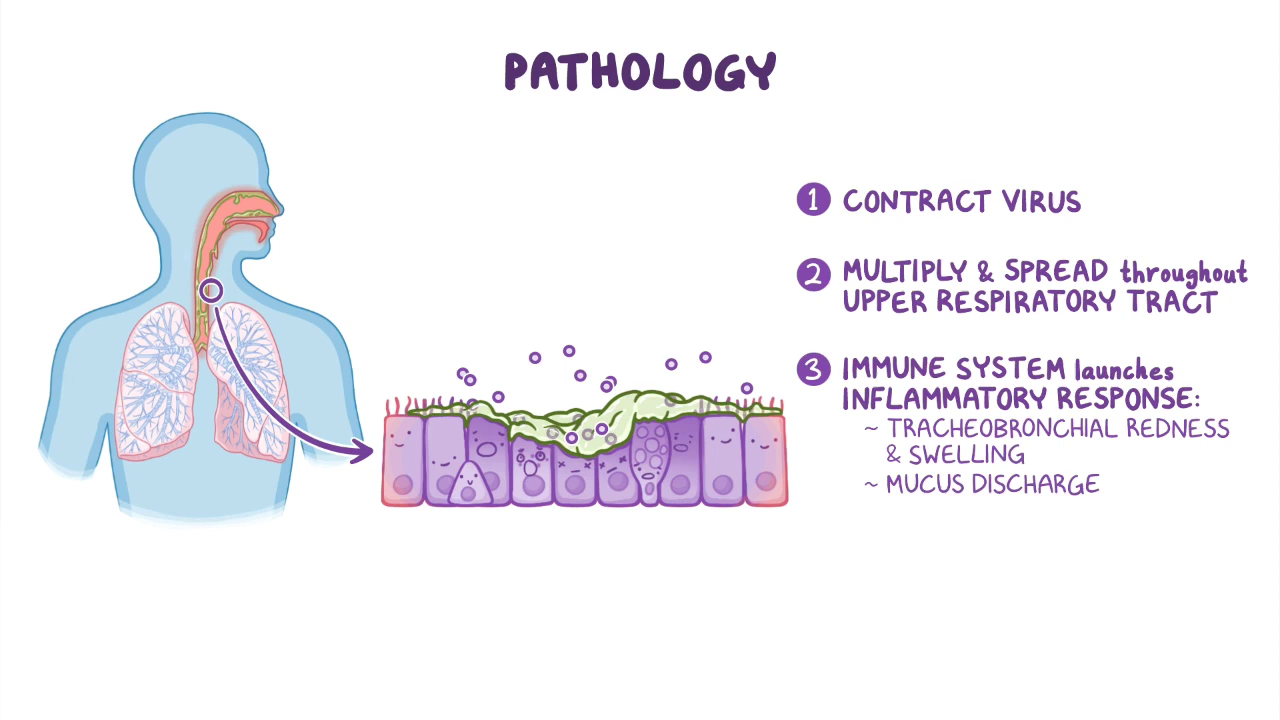 PATHOLOGY
1 CONTRACT VIRUS
2 MULTIPLY & SPREAD throughout
UPPER RESPIRATORY TRACT
3 IMMUNE SYSTEM launches
INFLAMMATORY RESPONSE:
~ TRACHEOBRONCHIAL REDNESS
& SWELLING
~ MUCUS DISCHARGE